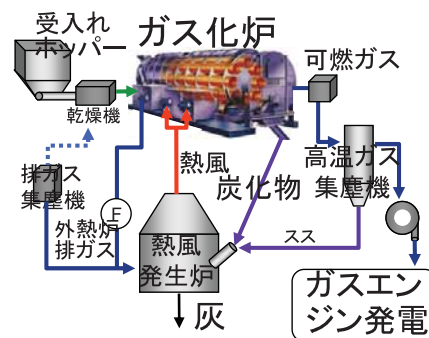 受入れ
ホッパー
ガス化炉
可燃ガス
乾燥機
熱風
高温ガス
集塵機
排ガス
集塵機
炭化物
F
外熱炉
排ガス
スス
熱風
発生炉
灰
ガスエン
ジン発電